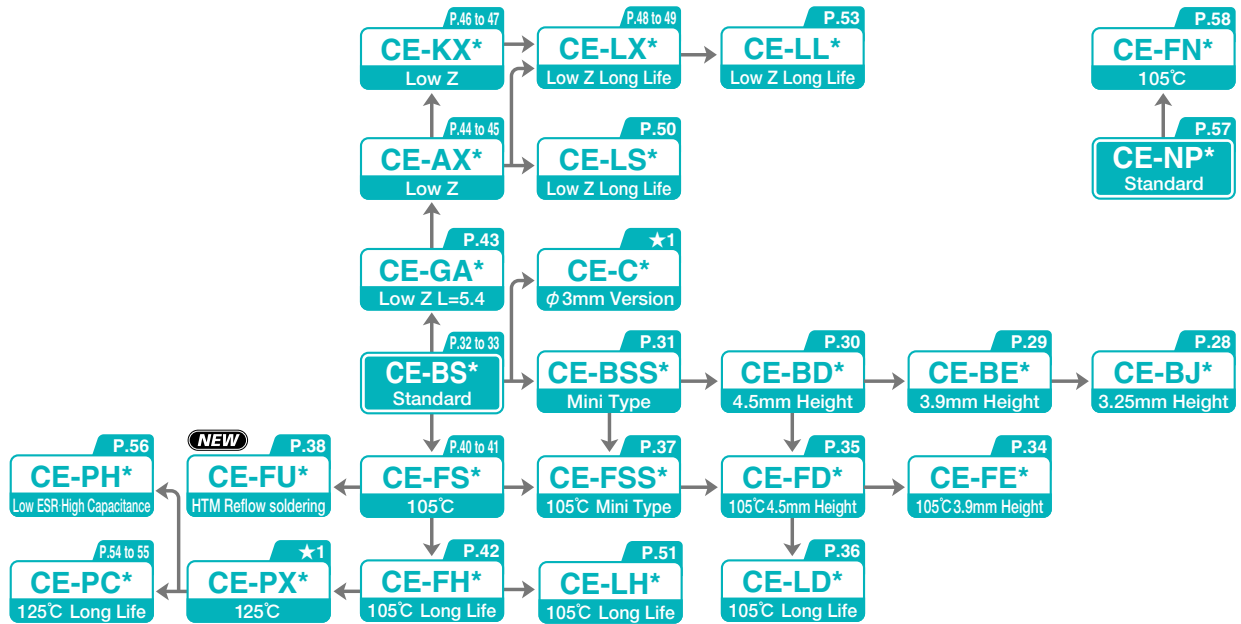 P.46 to 47
CE-KX*
Low Z
P.48 to 49
CE-LX*
Low Z Long Life
P.53
CE-LL*
Low Z Long Life
P.58
CE-FN*
105℃
P.44 to 45
CE-AX*
Low Z
P.50
CE-LS*
Low Z Long Life
P.57
CE-NP*
Standard
P.43
CE-GA*
Low Z L=5.4
★1
CE-C*
φ3mm Version
P.32 to 33
CE-BS*
Standard
P.31
CE-BSS*
Mini Type
P.30
CE-BD*
4.5mm Height
P.29
CE-BE*
3.9mm Height
P.28
CE-BJ*
3.25mm Height
P.56
CE-PH*
Low ESR High Capacitance
NEW
P.38
CE-FU*
HTM Reflow soldering
P.40 to 41
CE-FS*
105℃
P.37
CE-FSS*
105℃ Mini Type
P.35
CE-FD*
105℃ 4.5mm Height
P.34
CE-FE*
105℃ 3.9mm Height
P.54 to 55
CE-PC*
125℃ Long Life
★1
CE-PX*
125℃
P.42
CE-FH*
105℃ Long Life
P.51
CE-LH*
105℃ Long Life
P.36
CE-LD*
105℃ Long Life